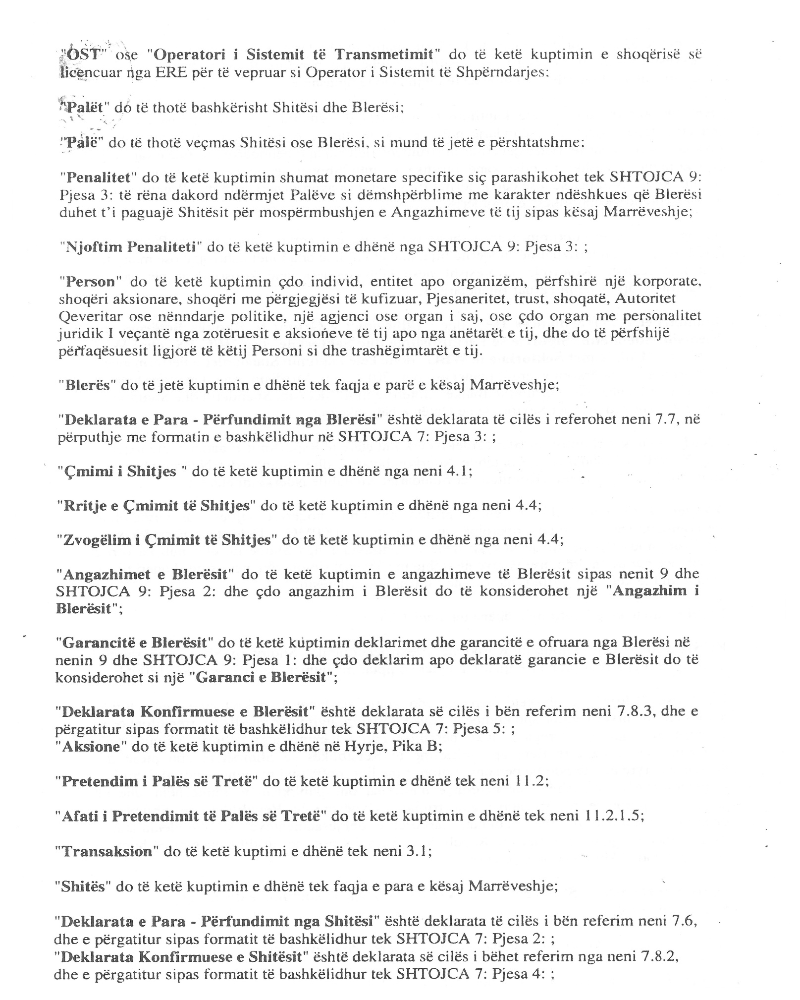 "OST" ose "Operatori i Sistemit të Transmetimit" do të ketë kuptimin e shoqërisë së
licencuar nga ERE për të vepruar si Operator i Sistemit të Shpërndarjes;
"Palët" do të thotë bashkërisht Shitësi dhe Blerësi;
"Palë" do të thotë veçmas Shitësi ose Blerësi, si mund të jetë e përshtatshme;
"Penalitet" do të ketë kuptimin shumat monetare specifike siç parashikohet tek SHTOJCA 9:
Pjesa 3: të rëna dakord ndërmjet Palëve si dëmshpërblime me karakter ndëshkues që Blerësi
duhet t'i paguajë Shitësit për mospërmbushjen e Angazhimeve të tij sipas kësaj Marrëveshje;
"Njoftim Penaliteti" do të ketë kuptimin e dhënë nga SHTOJCA 9: Pjesa 3: ;
"Person" do të ketë kuptimin çdo individ, entitet apo organizëm, përfshirë një korporate,
shoqëri aksionare, shoqëri me përgjegjësi të kufizuar, Pjesaneritet, trust, shoqatë, Autoritet
Qeveritar ose nënndarje politike, një agjenci ose organ i saj, ose çdo organ me personalitet
juridik I veçantë nga zotëruesit e aksioneve të tij apo nga anëtarët e tij, dhe do të përfshijë
përfaqësuesit ligjorë të këtij Personi si dhe trashëgimtarët e tij.
"Blerës" do të jetë kuptimin e dhënë tek faqja e parë e kësaj Marrëveshje;
"Deklarata e Para - Përfundimit nga Blerësi" është deklarata të cilës i referohet neni 7.7, në
përputhje me formatin e bashkëlidhur në SHTOJCA 7: Pjesa 3: ;
"Çmimi i Shitjes " do të ketë kuptimin e dhënë nga neni 4.1;
"Rritje e Çmimit të Shitjes" do të ketë kuptimin e dhënë nga neni 4.4;
"Zvogëlim i Çmimit të Shitjes" do të ketë kuptimin e dhënë nga neni 4.4;
"Angazhimet e Blerësit" do të ketë kuptimin e angazhimeve të Blerësit sipas nenit 9 dhe
SHTOJCA 9: Pjesa 2: dhe çdo angazhim i Blerësit do të konsiderohet një "Angazhim i
Blerësit";
"Garancitë e Blerësit" do të ketë kuptimin deklarimet dhe garancitë e ofruara nga Blerësi në
nenin 9 dhe SHTOJCA 9: Pjesa 1: dhe çdo deklarim apo deklaratë garancie e Blerësit do të
konsiderohet si një "Garanci e Blerësit";
"Deklarata Konfirmuese e Blerësit" është deklarata së cilës i bën referim neni 7.8.3, dhe e
përgatitur sipas formatit të bashkëlidhur tek SHTOJCA 7: Pjesa 5: ;
"Aksione" do të ketë kuptimin e dhënë në Hyrje, Pika B;
"Pretendim i Palës së Tretë" do të ketë kuptimin e dhënë tek neni 11.2;
"Afati i Pretendimit të Palës së Tretë" do të ketë kuptimin e dhënë tek neni 11.2.1.5;
"Transaksion" do të ketë kuptimi e dhënë tek neni 3.1;
"Shitës" do të ketë kuptimin e dhënë tek faqja e para e kësaj Marrëveshje;
"Deklarata e Para - Përfundimit nga Shitësi" është deklarata të cilës i bën referim neni 7.6,
dhe e përgatitur sipas formatit të bashkëlidhur tek SHTOJCA 7: Pjesa 2: ;
"Deklarata Konfirmuese e Shitësit" është deklarata së cilës i bëhet referim nga neni 7.8.2,
dhe e përgatitur sipas formatit të bashkëlidhur tek SHTOJCA 7: Pjesa 4: ;